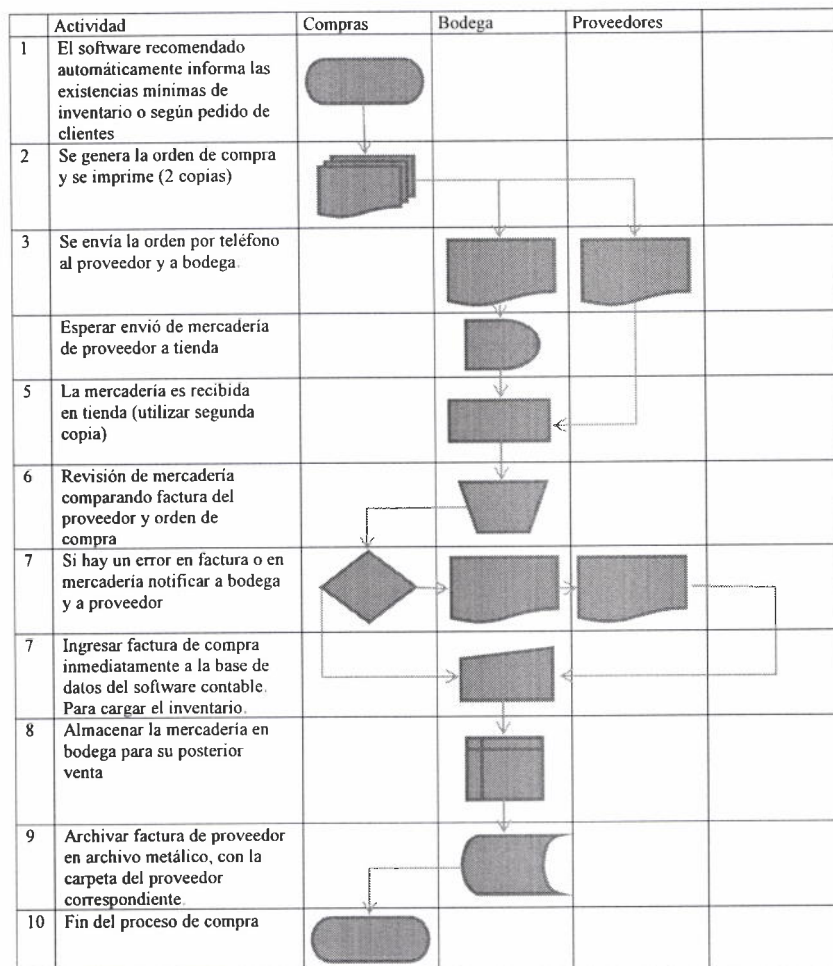 Actividad Compras Bodega Proveedores
1 El software recomendado
automáticamente informa las
existencias mínimas de
inventario o según pedido de
clientes
2 Se genera la orden de compra
y se imprime (2 copias)
3 Se envía la orden por teléfono
al proveedor y a bodega.
Esperar envió de mercadería
de proveedor a tienda
5 La mercadería es recibida
en tienda (utilizar segunda
copia)
6 Revisión de mercadería
comparando factura del
proveedor y orden de
compra
7 Si hay un error en factura o en
mercadería notificar a bodega
y a proveedor
7 Ingresar factura de compra
inmediatamente a la base de
datos del software contable.
Para cargar el inventario.
8 Almacenar la mercadería en
bodega para su posterior
venta
9 Archivar factura de proveedor
en archivo metálico, con la
carpeta del proveedor
correspondiente.
10 Fin del proceso de compra